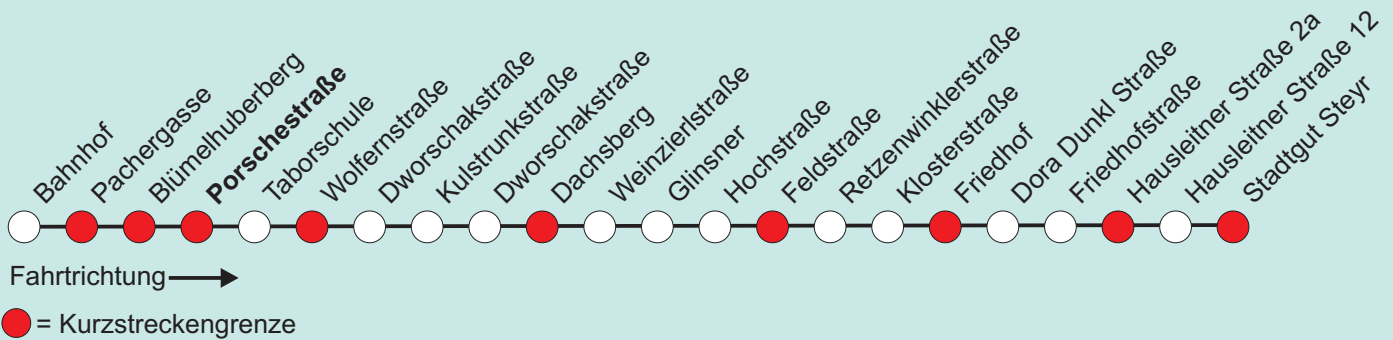 Bahnhof
Pachergasse
Blümelhuberberg
Porschestraße
Taborschule
Wolfernstraße
Dworschakstraße
Kulstrunkstraße
Dworschakstraße
Dachsberg
Weinzierlstraße
Glinsner
Hochstraße
Feldstraße
Retzenwinklerstraße
Klosterstraße
Friedhof
Dora Dunkl Straße
Friedhofstraße
Hausleitner Straße 2a
Hausleitner Straße 12
Stadtgut Steyr
Fahrtrichtung
= Kurzstreckengrenze